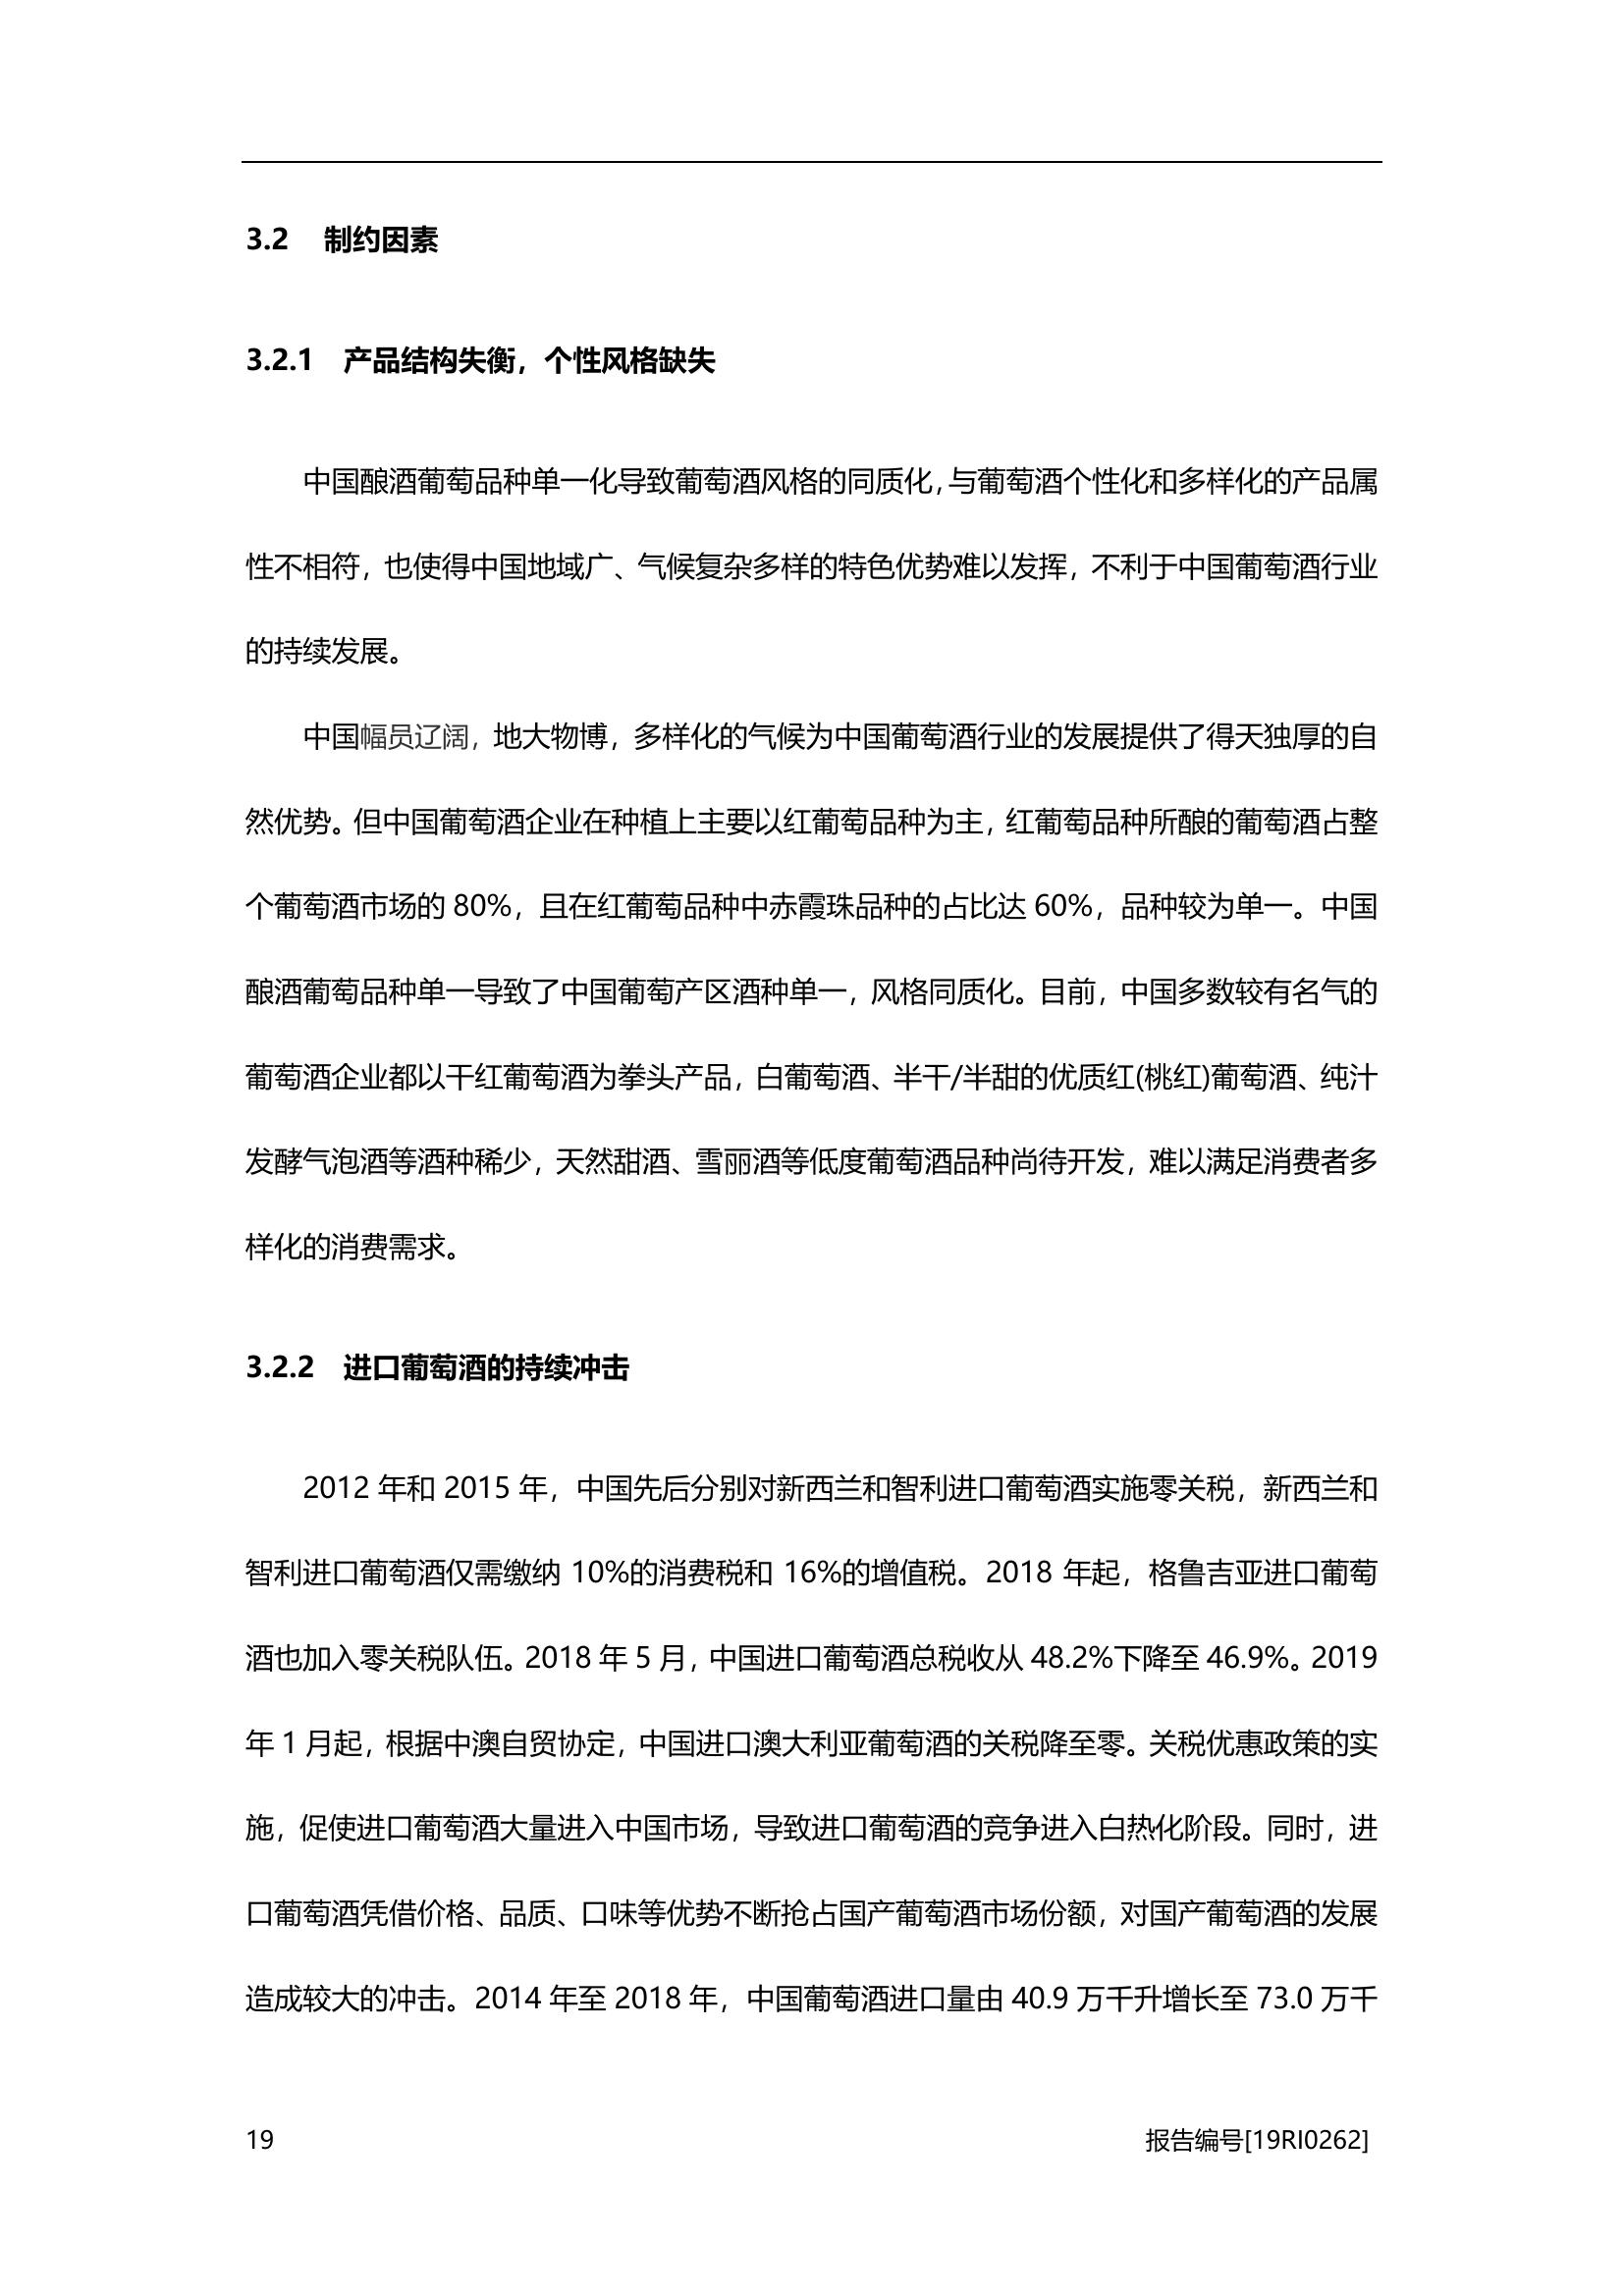 3.2 制约因素
3.2.1 产品结构失衡，个性风格缺失
中国酿酒葡萄品种单一化导致葡萄酒风格的同质化，与葡萄酒个性化和多样化的产品属
性不相符，也使得中国地域广、气候复杂多样的特色优势难以发挥，不利于中国葡萄酒行业
的持续发展。
中国幅员辽阔，地大物博，多样化的气候为中国葡萄酒行业的发展提供了得天独厚的自
然优势。但中国葡萄酒企业在种植上主要以红葡萄品种为主，红葡萄品种所酿的葡萄酒占整
个葡萄酒市场的 80%，且在红葡萄品种中赤霞珠品种的占比达 60%，品种较为单一。中国
酿酒葡萄品种单一导致了中国葡萄产区酒种单一，风格同质化。目前，中国多数较有名气的
葡萄酒企业都以干红葡萄酒为拳头产品，白葡萄酒、半干/半甜的优质红(桃红)葡萄酒、纯汁
发酵气泡酒等酒种稀少，天然甜酒、雪丽酒等低度葡萄酒品种尚待开发，难以满足消费者多
样化的消费需求。
3.2.2 进口葡萄酒的持续冲击
2012 年和 2015 年，中国先后分别对新西兰和智利进口葡萄酒实施零关税，新西兰和
智利进口葡萄酒仅需缴纳 10%的消费税和 16%的增值税。2018 年起，格鲁吉亚进口葡萄
酒也加入零关税队伍。2018 年 5 月，中国进口葡萄酒总税收从 48.2%下降至 46.9%。2019
年 1 月起，根据中澳自贸协定，中国进口澳大利亚葡萄酒的关税降至零。关税优惠政策的实
施，促使进口葡萄酒大量进入中国市场，导致进口葡萄酒的竞争进入白热化阶段。同时，进
口葡萄酒凭借价格、品质、口味等优势不断抢占国产葡萄酒市场份额，对国产葡萄酒的发展
造成较大的冲击。2014 年至 2018 年，中国葡萄酒进口量由 40.9 万千升增长至 73.0 万千
19 报告编号[19RI0262]